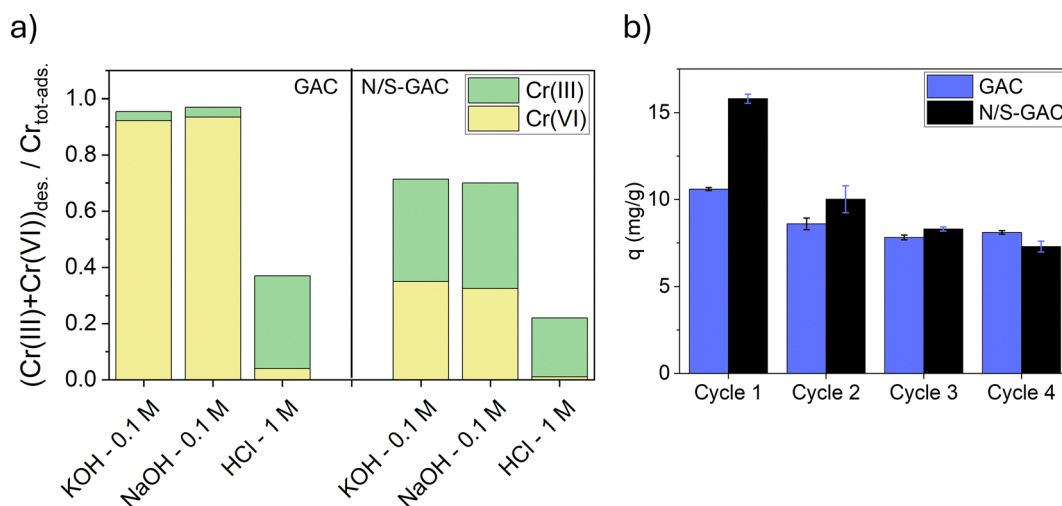 a)
(Cr(III)+Cr(VI))des. / Crtot-ads.
1.0
0.8
0.6
0.4
0.2
0.0
GAC
N/S-GAC
Cr(III)
Cr(VI)
KOH - 0.1 M
NaOH - 0.1 M
HCl - 1 M
KOH - 0.1 M
NaOH - 0.1 M
HCl - 1 M
b)
q (mg/g)
15
10
5
0
GAC
N/S-GAC
Cycle 1
Cycle 2
Cycle 3
Cycle 4